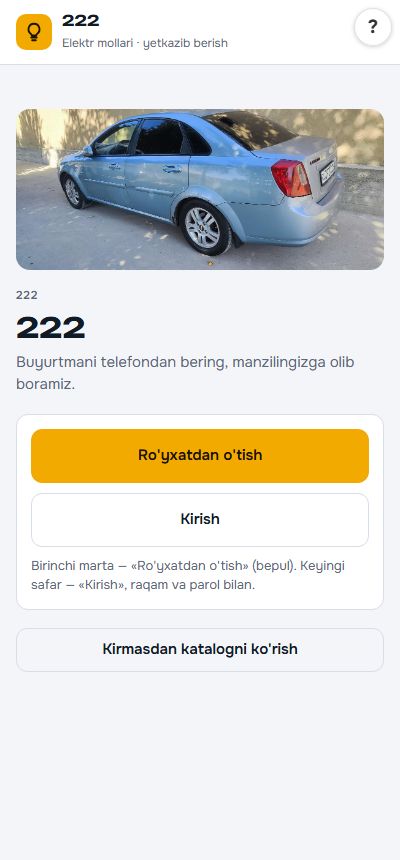 222
Elektr mollari · yetkazib berish
?
222
222
Buyurtmani telefondan bering, manzilingizga olib
boramiz.
Ro'yxatdan o'tish
Kirish
Birinchi marta — «Ro'yxatdan o'tish» (bepul). Keyingi
safar — «Kirish», raqam va parol bilan.
Kirmasdan katalogni ko'rish